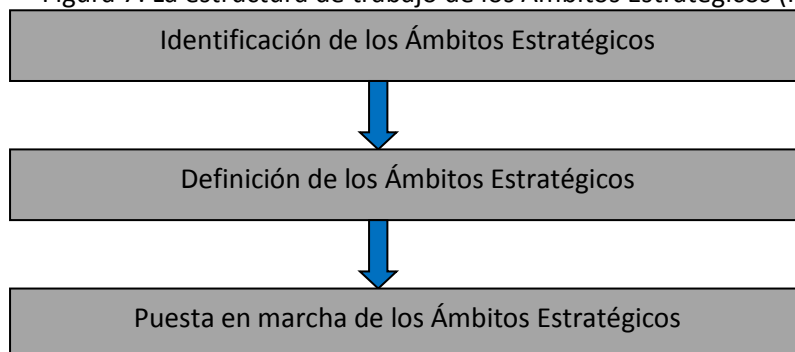 Figura 7. La estructura de trabajo de los Ámbitos Estratégicos (
Identificación de los Ámbitos Estratégicos
Definición de los Ámbitos Estratégicos
Puesta en marcha de los Ámbitos Estratégicos